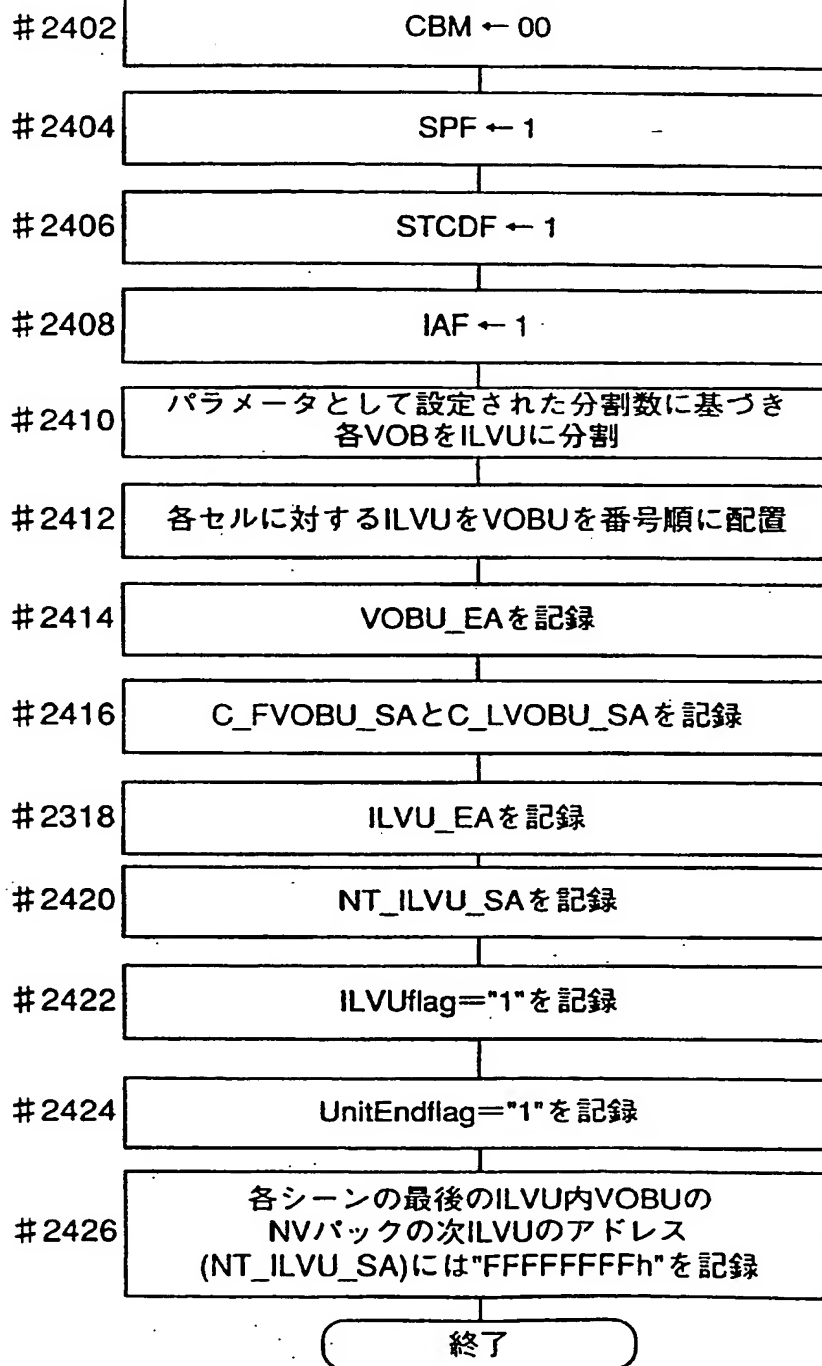 #2402 CBM ← 00
#2404 SPF ← 1
#2406 STCDF ← 1
#2408 IAF ← 1
#2410 パラメータとして設定された分割数に基づき
各VOBをILVUに分割
#2412 各セルに対するILVUをVOBUを番号順に配置
#2414 VOBU_EAを記録
#2416 C_FVOBU_SAとC_LVOBU_SAを記録
#2318 ILVU_EAを記録
#2420 NT_ILVU_SAを記録
#2422 ILVUflag="1"を記録
#2424 UnitEndflag="1"を記録
#2426 各シーンの最後のILVU内VOBUの
NVパックの次ILVUのアドレス
(NT_ILVU_SA)には"FFFFFFFFh"を記録
終了